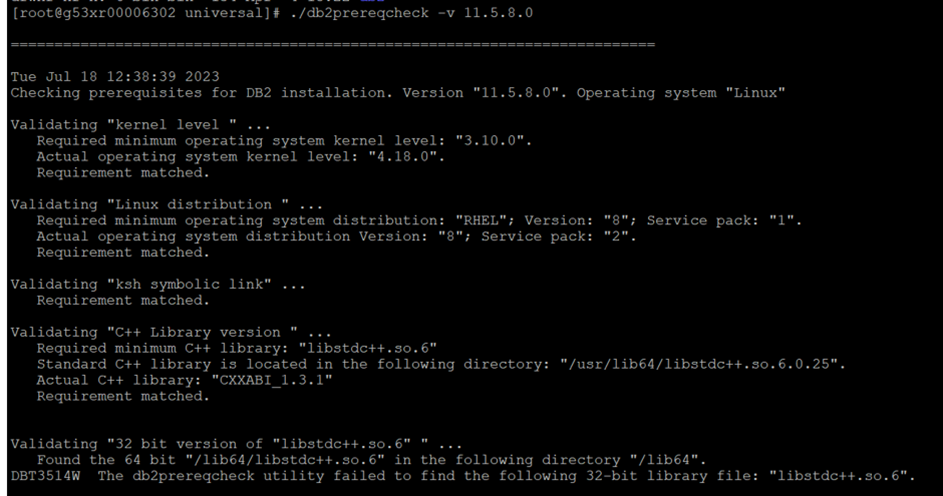 [root@g53xr00006302 universal]# ./db2prereqcheck -v 11.5.8.0
==========================================================================
Tue Jul 18 12:38:39 2023
Checking prerequisites for DB2 installation. Version "11.5.8.0". Operating system "Linux"
Validating "kernel level " ...
   Required minimum operating system kernel level: "3.10.0".
   Actual operating system kernel level: "4.18.0".
   Requirement matched.
Validating "Linux distribution " ...
   Required minimum operating system distribution: "RHEL"; Version: "8"; Service pack: "1".
   Actual operating system distribution Version: "8"; Service pack: "2".
   Requirement matched.
Validating "ksh symbolic link" ...
   Requirement matched.
Validating "C++ Library version " ...
   Required minimum C++ library: "libstdc++.so.6"
   Standard C++ library is located in the following directory: "/usr/lib64/libstdc++.so.6.0.25".
   Actual C++ library: "CXXABI_1.3.1"
   Requirement matched.
Validating "32 bit version of "libstdc++.so.6" " ...
   Found the 64 bit "/lib64/libstdc++.so.6" in the following directory "/lib64".
DBT3514W  The db2prereqcheck utility failed to find the following 32-bit library file: "libstdc++.so.6".